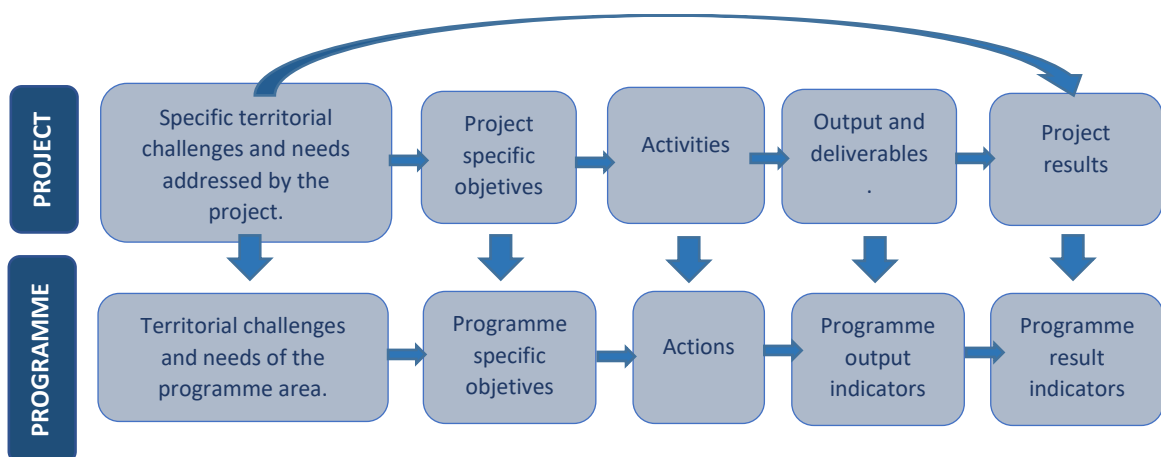 PROJECT
Specific territorial
challenges and needs
addressed by the
project.
Project
specific
objetives
Activities
Output and
deliverables
.
Project
results
PROGRAMME
Territorial challenges
and needs of the
programme area.
Programme
specific
objetives
Actions
Programme
output
indicators
Programme
result
indicators